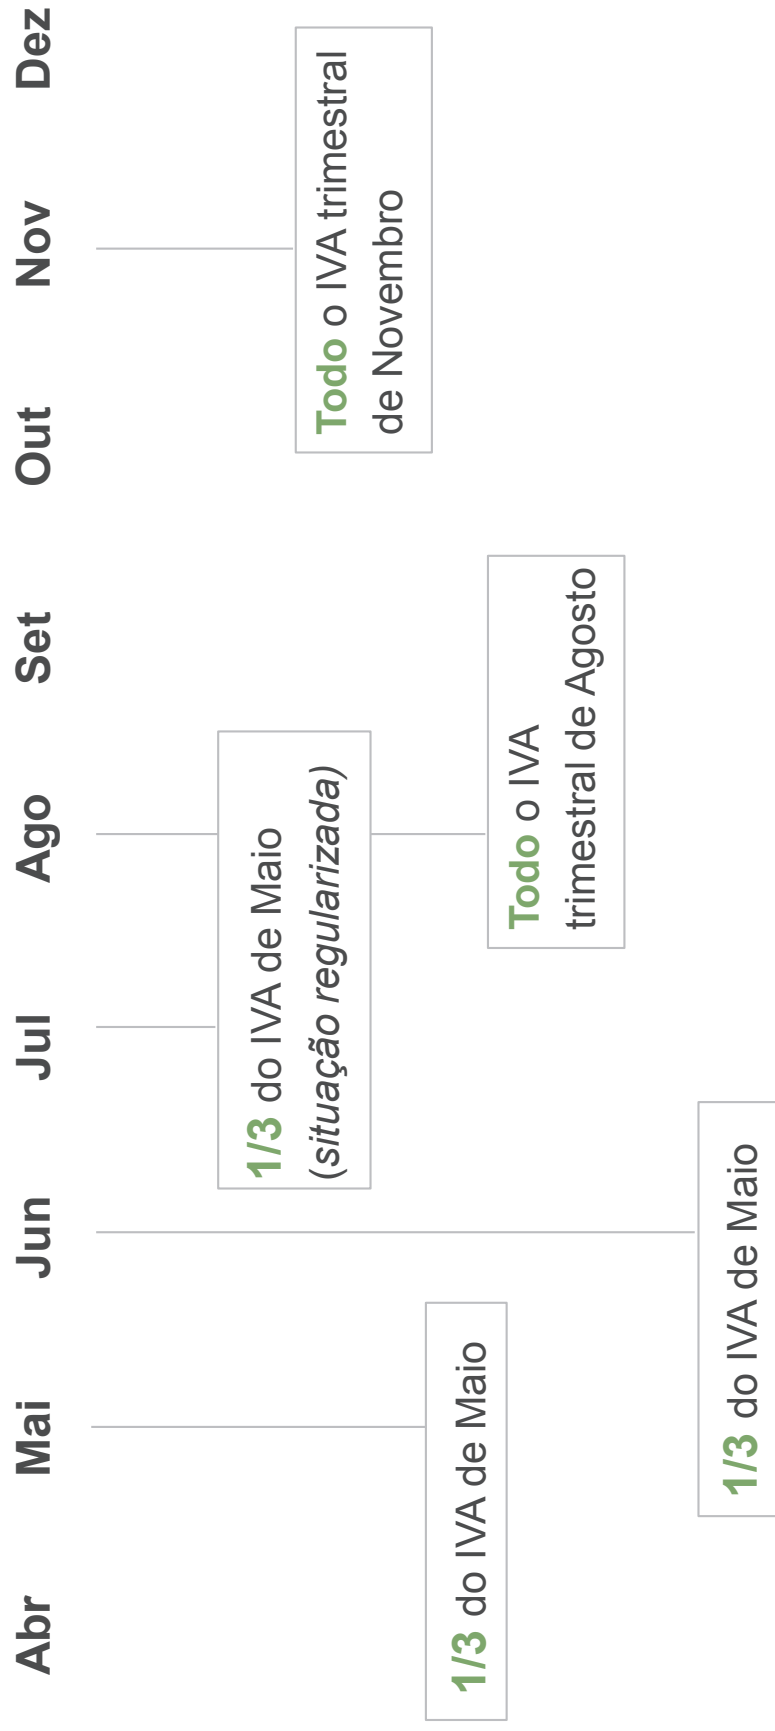 Abr Mai Jun Jul Ago Set Out Nov Dez
1/3 do IVA de Maio
(situação regularizada)
Todo o IVA trimestral
de Novembro
1/3 do IVA de Maio
Todo o IVA
trimestral de Agosto
1/3 do IVA de Maio